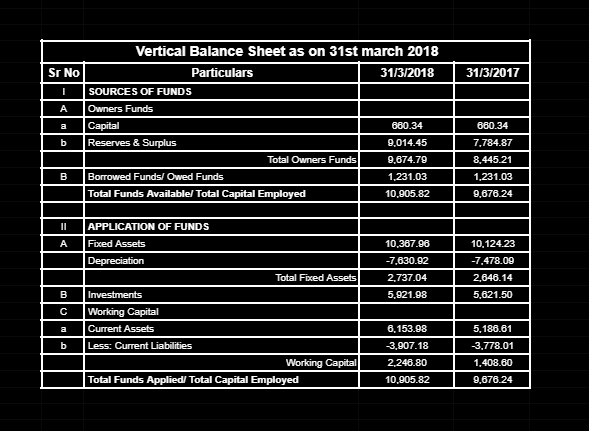 Vertical Balance Sheet as on 31st march 2018
Sr No Particulars 31/3/2018 31/3/2017
I SOURCES OF FUNDS
A Owners Funds
a Capital 660.34 660.34
b Reserves & Surplus 9,014.45 7,784.87
Total Owners Funds 9,674.79 8,445.21
B Borrowed Funds/ Owed Funds 1,231.03 1,231.03
Total Funds Available/ Total Capital Employed 10,905.82 9,676.24
II APPLICATION OF FUNDS
A Fixed Assets 10,367.96 10,124.23
Depreciation -7,630.92 -7,478.09
Total Fixed Assets 2,737.04 2,646.14
B Investments 5,921.98 5,621.50
C Working Capital
a Current Assets 6,153.98 5,186.61
b Less: Current Liabilities -3,907.18 -3,778.01
Working Capital 2,246.80 1,408.60
Total Funds Applied/ Total Capital Employed 10,905.82 9,676.24